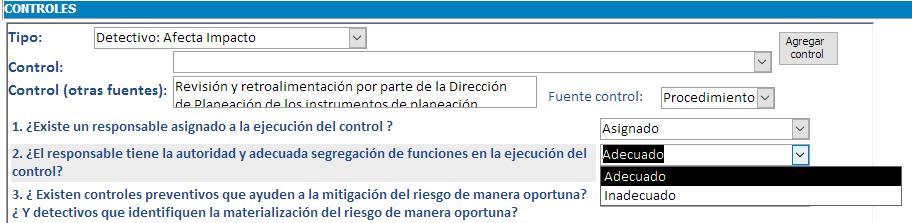 CONTROLES
Tipo: Detectivo: Afecta Impacto
Agregar
control
Control:
Control (otras fuentes): Revisión y retroalimentación por parte de la Dirección
de Planeación de los instrumentos de planeación
Fuente control: Procedimiento
1. ¿Existe un responsable asignado a la ejecución del control ? Asignado
2. ¿El responsable tiene la autoridad y adecuada segregación de funciones en la ejecución del Adecuado
control?
Adecuado
Inadecuado
3. ¿ Existen controles preventivos que ayuden a la mitigación del riesgo de manera oportuna?
¿ Y detectivos que identifiquen la materialización del riesgo de manera oportuna?